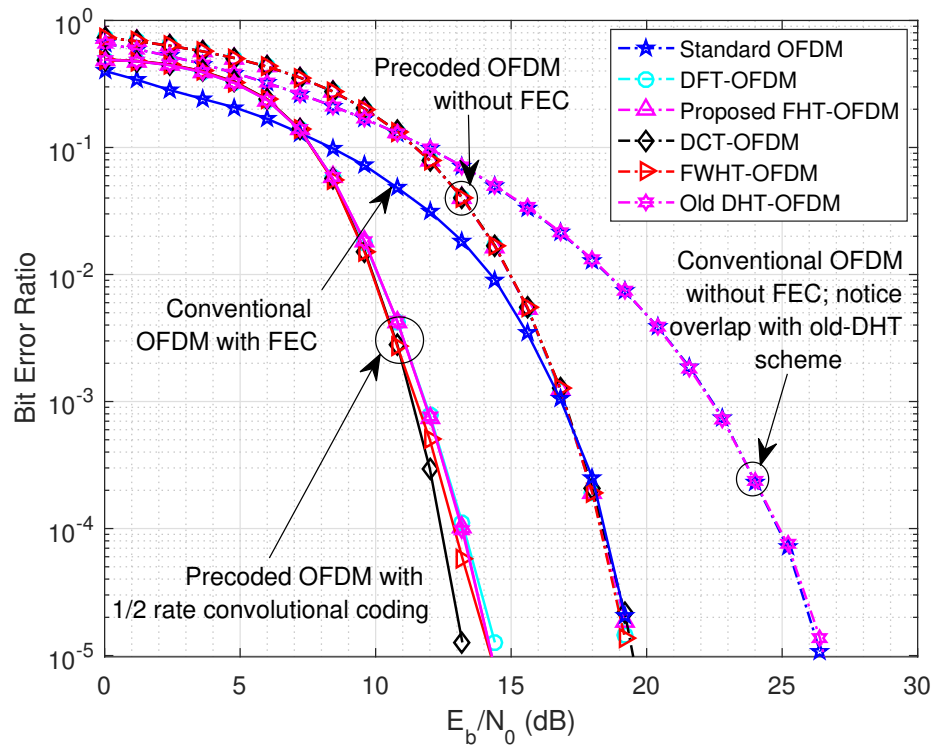 10^0
10^-1
10^-2
10^-3
10^-4
10^-5
Bit Error Ratio
0
5
10
15
20
25
30
E_b/N_0 (dB)
Standard OFDM
DFT-OFDM
Proposed FHT-OFDM
DCT-OFDM
FWHT-OFDM
Old DHT-OFDM
Precoded OFDM
without FEC
Conventional
OFDM with FEC
Conventional OFDM
without FEC; notice
overlap with old-DHT
scheme
Precoded OFDM with
1/2 rate convolutional coding